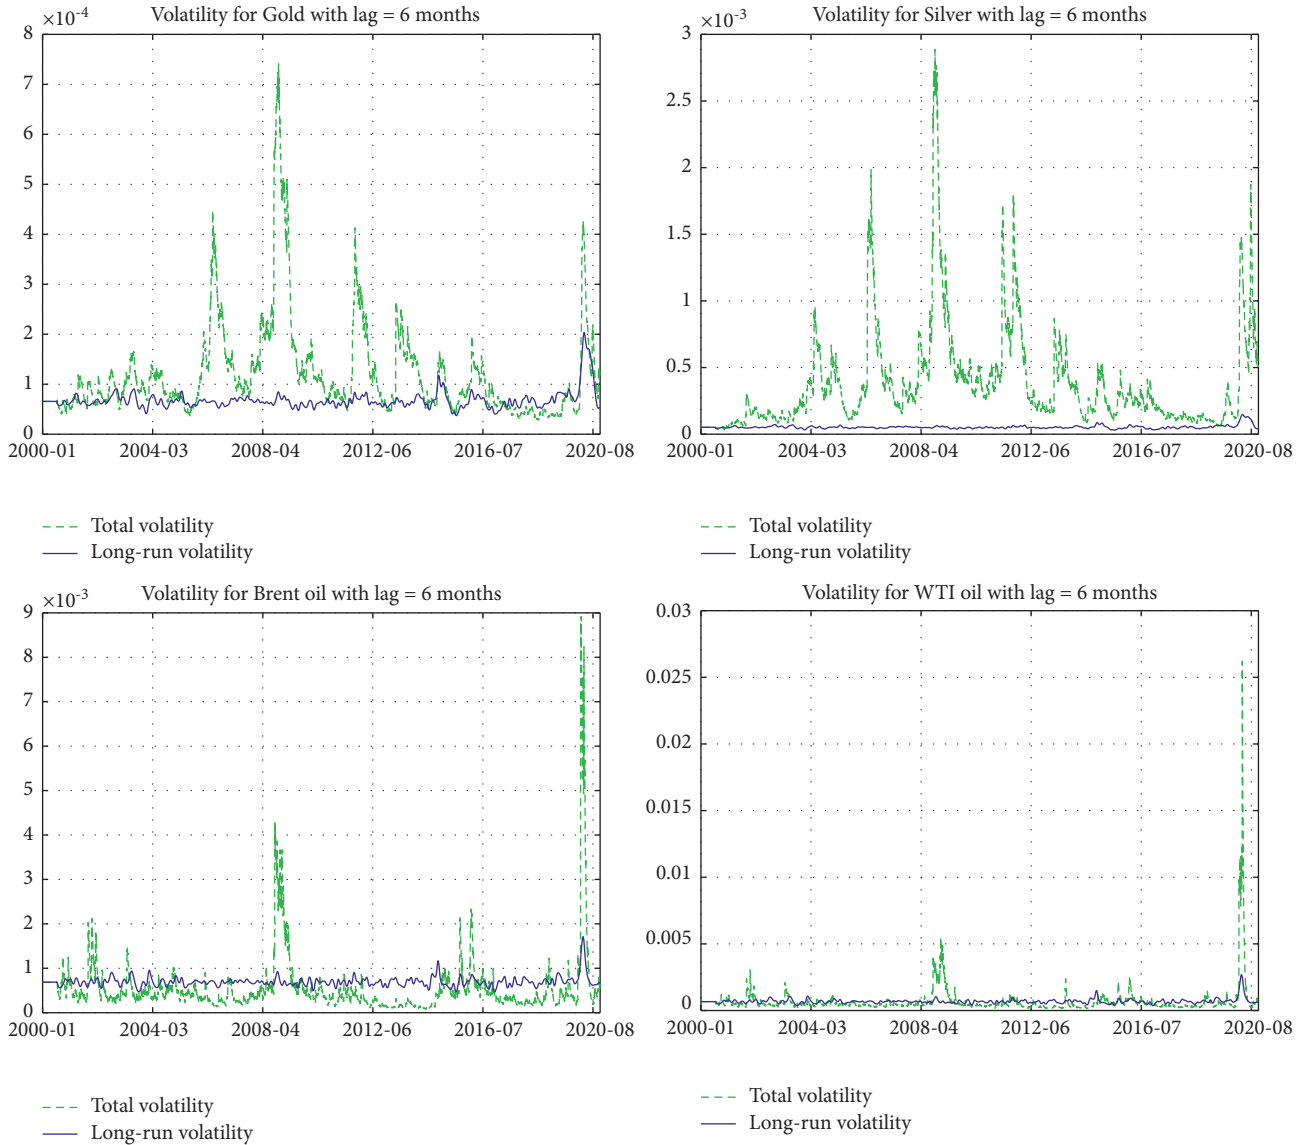 Volatility for Gold with lag = 6 months
×10-4
8
7
6
5
4
3
2
1
0
2000–01 2004–03 2008–04 2012–06 2016–07 2020–08
Total volatility
Long-run volatility
Volatility for Silver with lag = 6 months
×10-3
3
2.5
2
1.5
1
0.5
0
2000–01 2004–03 2008–04 2012–06 2016–07 2020–08
Total volatility
Long-run volatility
Volatility for Brent oil with lag = 6 months
×10-3
9
8
7
6
5
4
3
2
1
0
2000–01 2004–03 2008–04 2012–06 2016–07 2020–08
Total volatility
Long-run volatility
Volatility for WTI oil with lag = 6 months
0.03
0.025
0.02
0.015
0.01
0.005
0
2000–01 2004–03 2008–04 2012–06 2016–07 2020–08
Total volatility
Long-run volatility